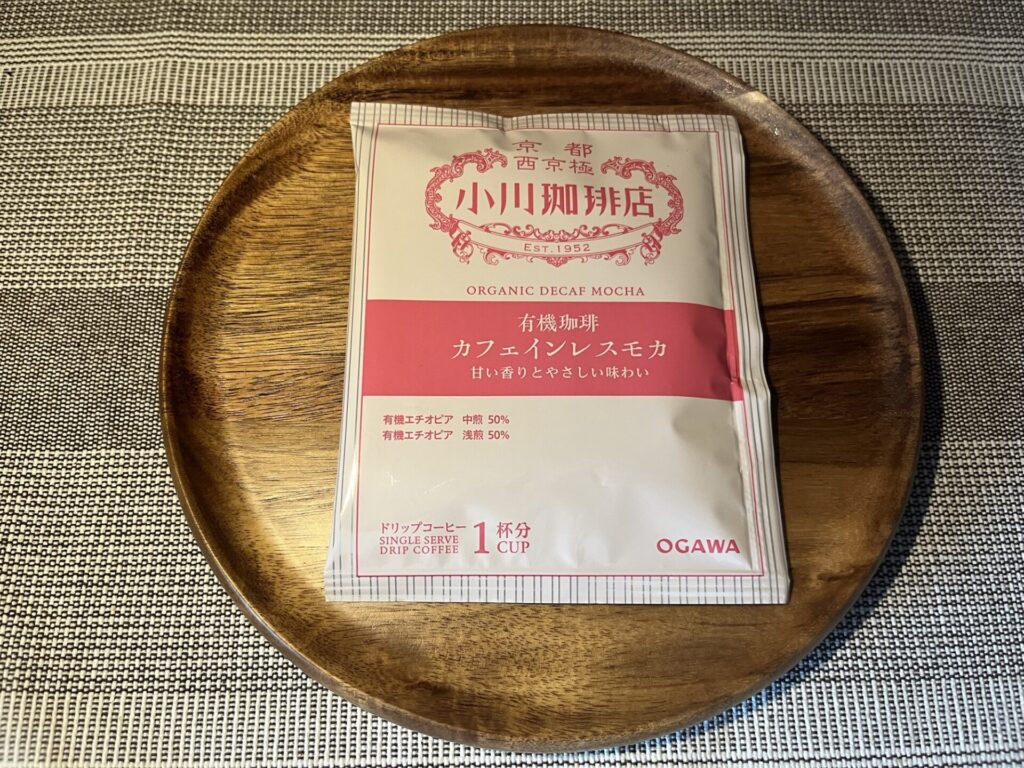 京都
西京極
小川珈琲店
EST.1952
ORGANIC DECAF MOCHA
有機珈琲
カフェインレスモカ
甘い香りとやさしい味わい
有機エチオピア 中煎 50%
有機エチオピア 浅煎 50%
ドリップコーヒー
SINGLE SERVE
DRIP COFFEE
1杯分
CUP
OGAWA